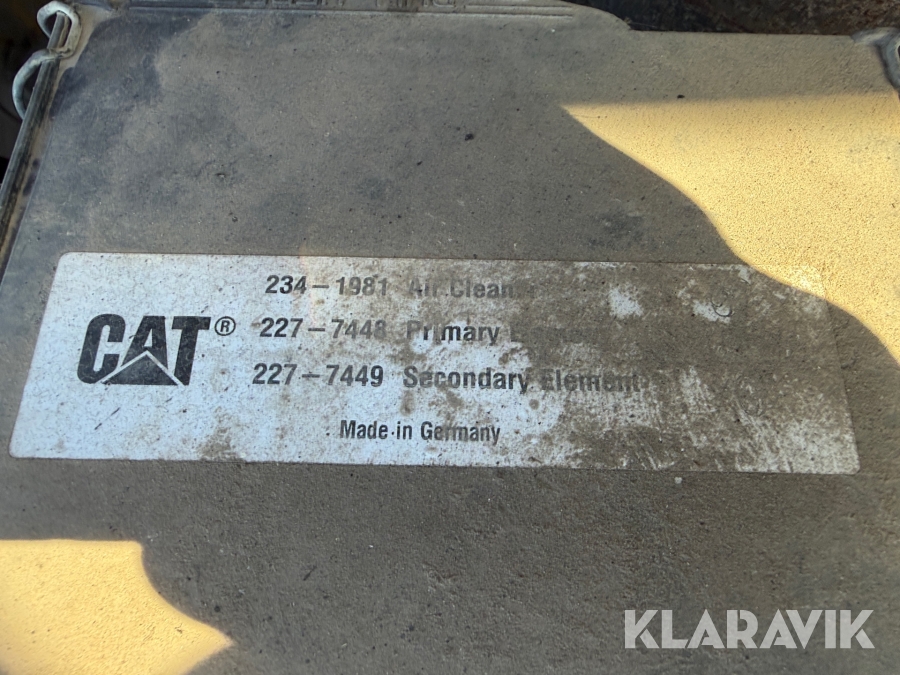 234-1981 Air Cleaner
CAT® 227-7448 Primary
227-7449 Secondary Element
Made in Germany
KLARAVIK